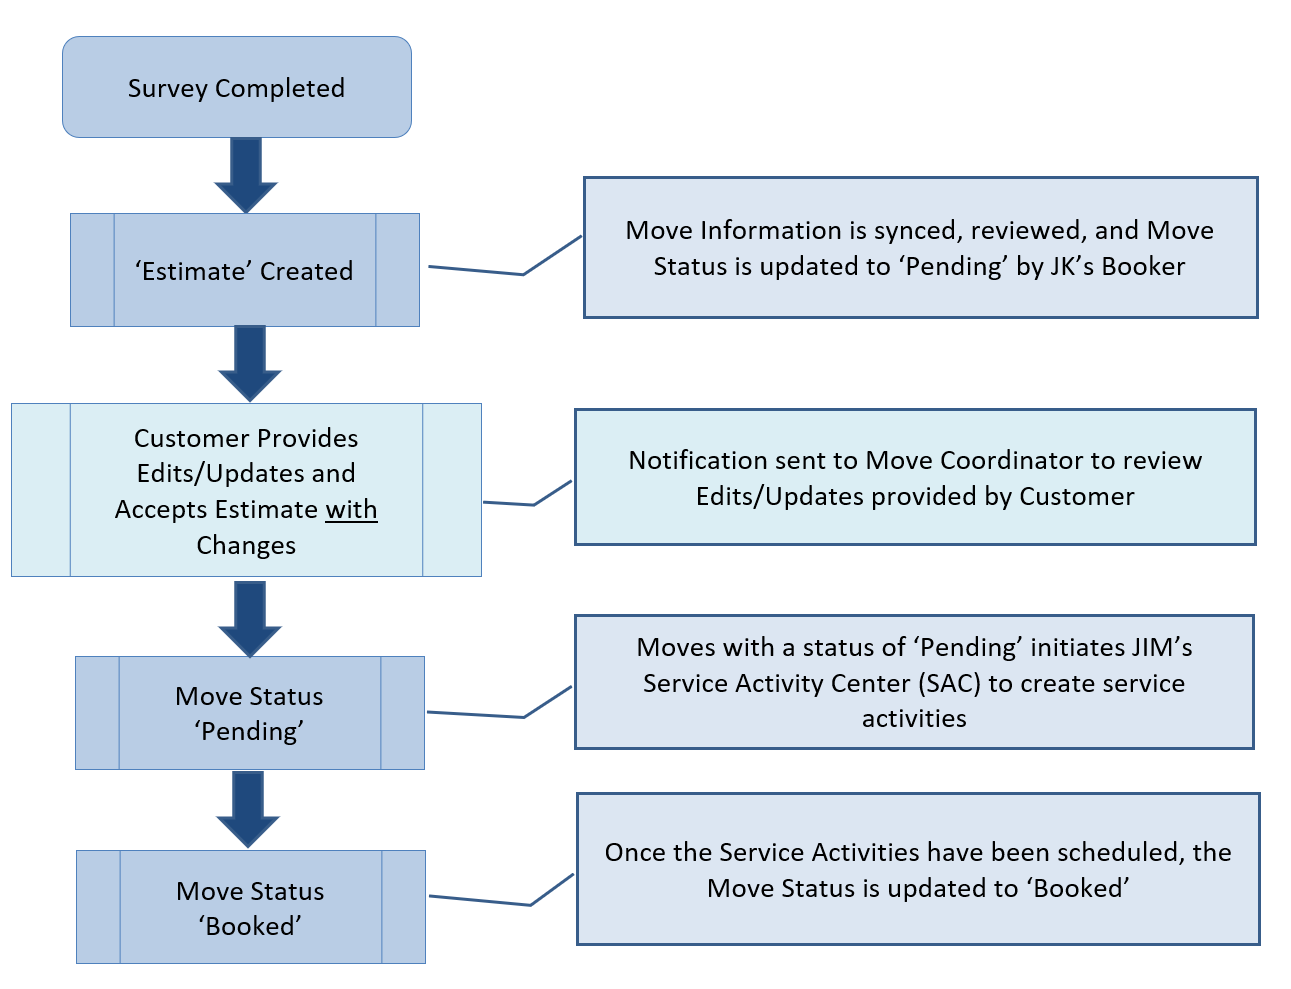 Survey Completed
‘Estimate’ Created
Move Information is synced, reviewed, and Move
Status is updated to ‘Pending’ by JK’s Booker
Customer Provides
Edits/Updates and
Accepts Estimate with
Changes
Notification sent to Move Coordinator to review
Edits/Updates provided by Customer
Move Status
‘Pending’
Moves with a status of ‘Pending’ initiates JIM’s
Service Activity Center (SAC) to create service
activities
Move Status
‘Booked’
Once the Service Activities have been scheduled, the
Move Status is updated to ‘Booked’